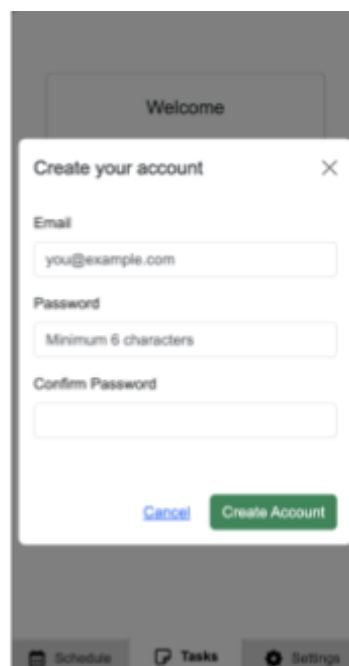 Welcome
Create your account
Email
you@example.com
Password
Minimum 6 characters
Confirm Password
Cancel
Create Account
Schedule
Tasks
Settings